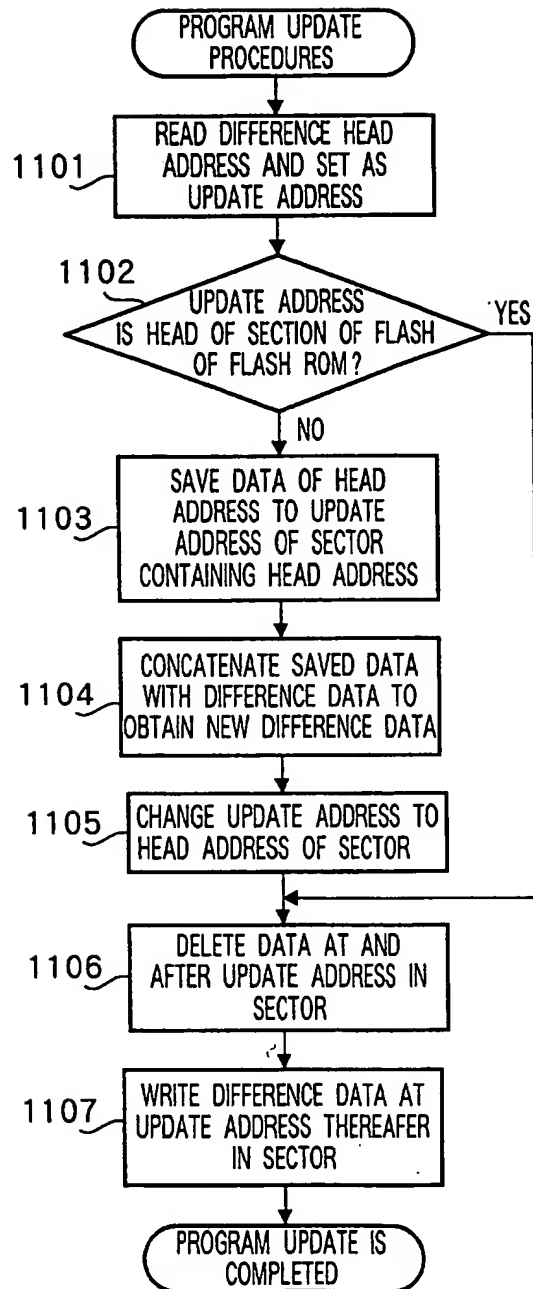 PROGRAM UPDATE
PROCEDURES
1101
READ DIFFERENCE HEAD
ADDRESS AND SET AS
UPDATE ADDRESS
1102
UPDATE ADDRESS
IS HEAD OF SECTION OF FLASH
OF FLASH ROM?
YES
NO
1103
SAVE DATA OF HEAD
ADDRESS TO UPDATE
ADDRESS OF SECTOR
CONTAINING HEAD ADDRESS
1104
CONCATENATE SAVED DATA
WITH DIFFERENCE DATA TO
OBTAIN NEW DIFFERENCE DATA
1105
CHANGE UPDATE ADDRESS TO
HEAD ADDRESS OF SECTOR
1106
DELETE DATA AT AND
AFTER UPDATE ADDRESS IN
SECTOR
1107
WRITE DIFFERENCE DATA AT
UPDATE ADDRESS THEREAFER
IN SECTOR
PROGRAM UPDATE IS
COMPLETED